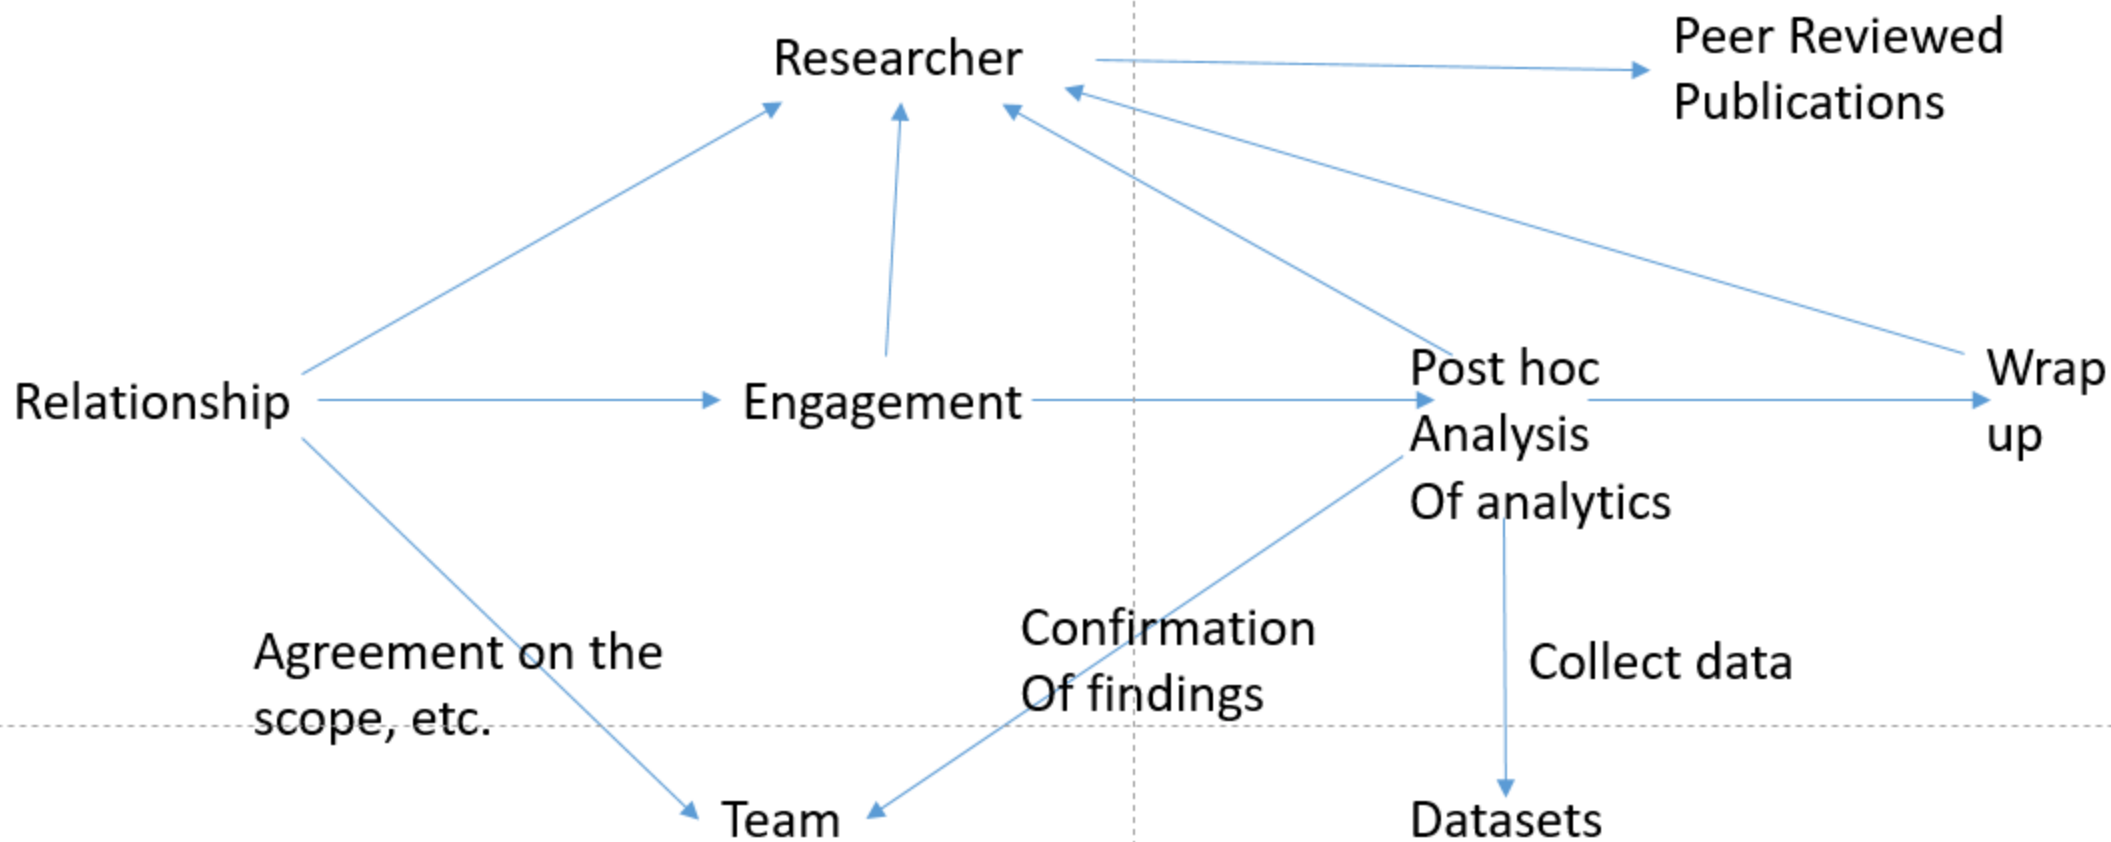 Researcher
Peer Reviewed
Publications
Relationship
Engagement
Post hoc
Analysis
Of analytics
Wrap
up
Agreement on the
scope, etc.
Confirmation
Of findings
Collect data
Team
Datasets